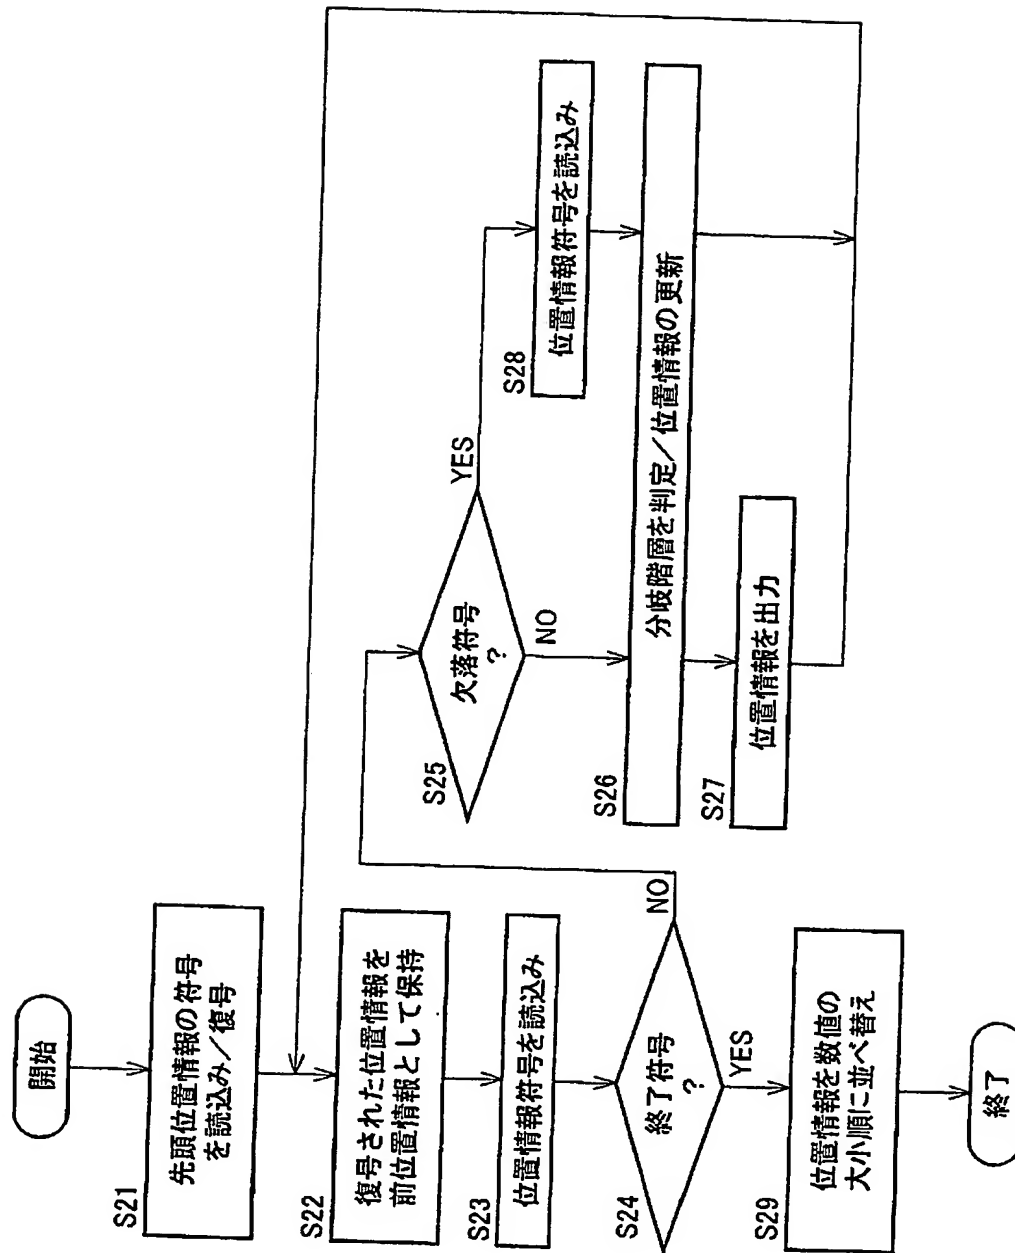 開始
S21
先頭位置情報の符号
を読込み／復号
S22
復号された位置情報を
前位置情報として保持
S23
位置情報符号を読込み
S24
終了符号
?
NO
YES
S29
位置情報を数値の
大小順に並べ替え
終了
S25
欠落符号
?
YES
NO
S28
位置情報符号を読込み
S26
分岐階層を判定／位置情報の更新
S27
位置情報を出力